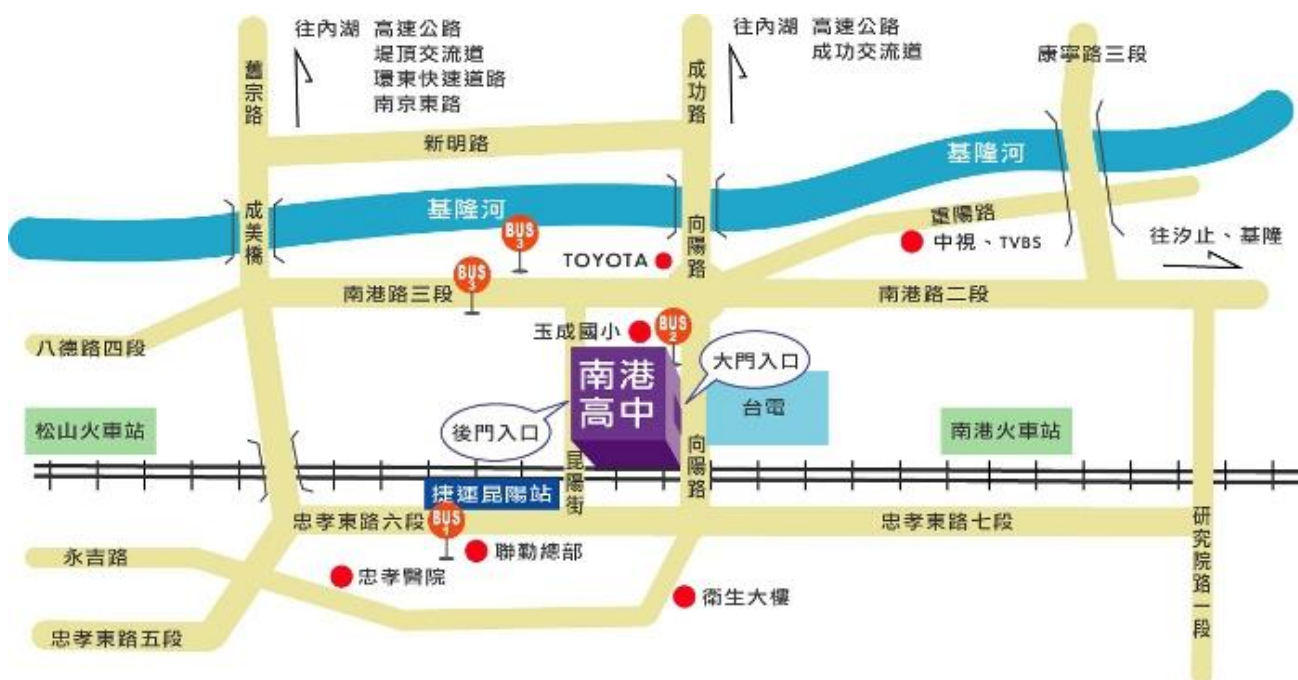 往內湖 高速公路
堤頂交流道
環東快速道路
南京東路
往內湖 高速公路
成功交流道
康寧路三段
舊宗路
成功路
新明路
基隆河
基隆河
成美橋
向陽路
重陽路
BUS
3
中視、TVBS
往汐止、基隆
TOYOTA
BUS
3
南港路三段
南港路二段
玉成國小
BUS
2
八德路四段
大門入口
南港
高中
台電
後門入口
松山火車站
南港火車站
昆陽街
向陽路
捷運昆陽站
忠孝東路六段
BUS
1
忠孝東路七段
研究院路一段
永吉路
聯勤總部
忠孝醫院
衛生大樓
忠孝東路五段